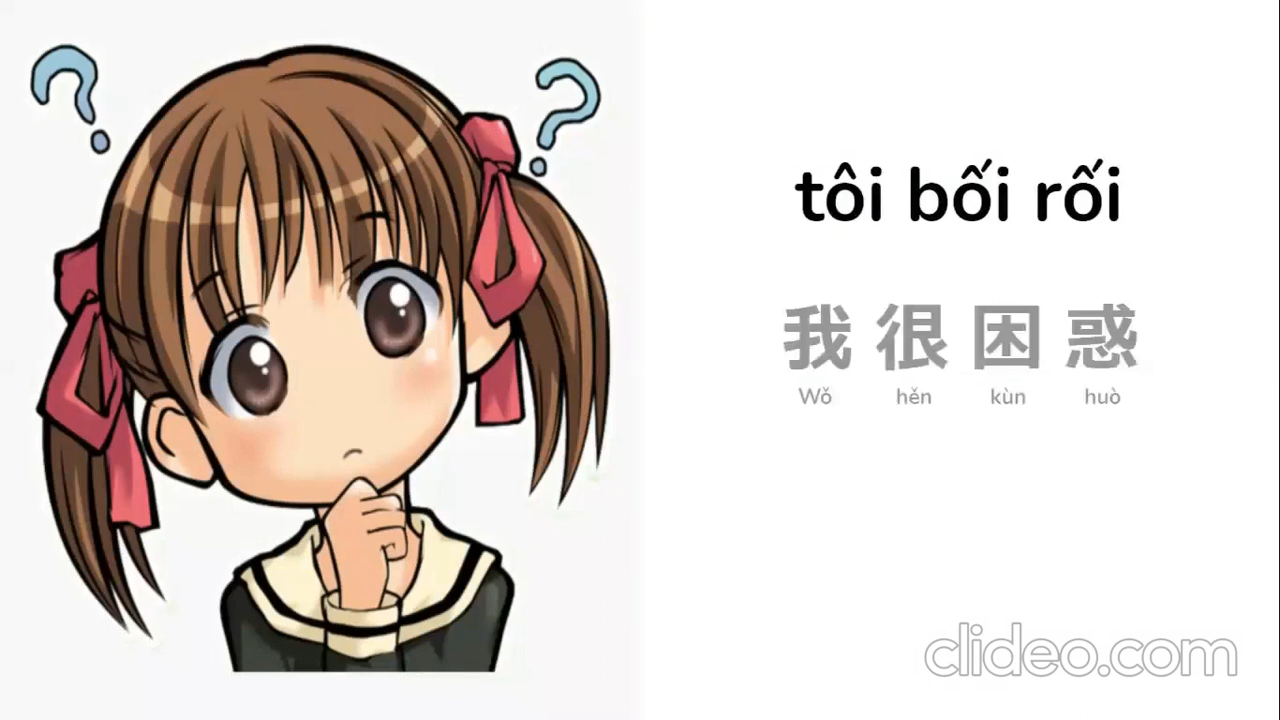 tôi bối rối
我很困惑
Wǒ hěn kùn huò
clideo.com